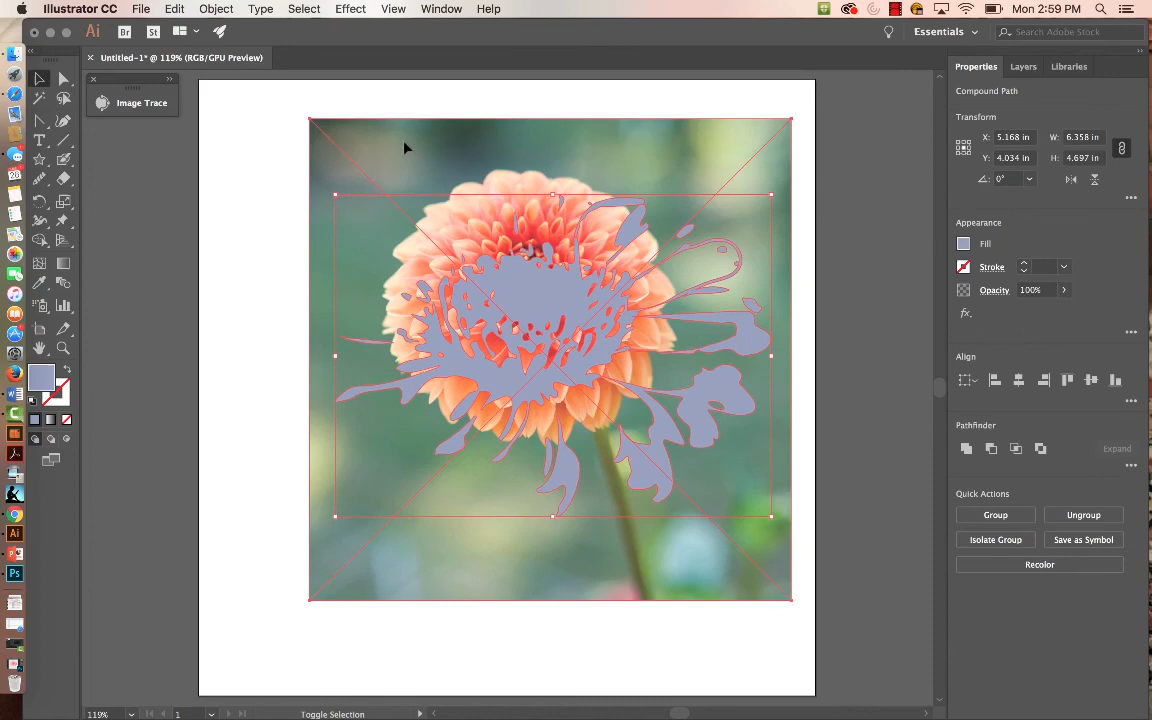 Illustrator CC File Edit Object Type Select Effect View Window Help Mon 2:59 PM
Ai Br St Essentials Search Adobe Stock
× Untitled-1* @ 119% (RGB/GPU Preview)
Properties Layers Libraries
Image Trace
Compound Path
Transform
X: 5.168 in W: 6.358 in
Y: 4.034 in H: 4.697 in
0°
Appearance
Fill
Stroke
Opacity 100%
fx.
Align
Pathfinder
Expand
Quick Actions
Group Ungroup
Isolate Group Save as Symbol
Recolor
Ai
Ps
119% 1 Toggle Selection